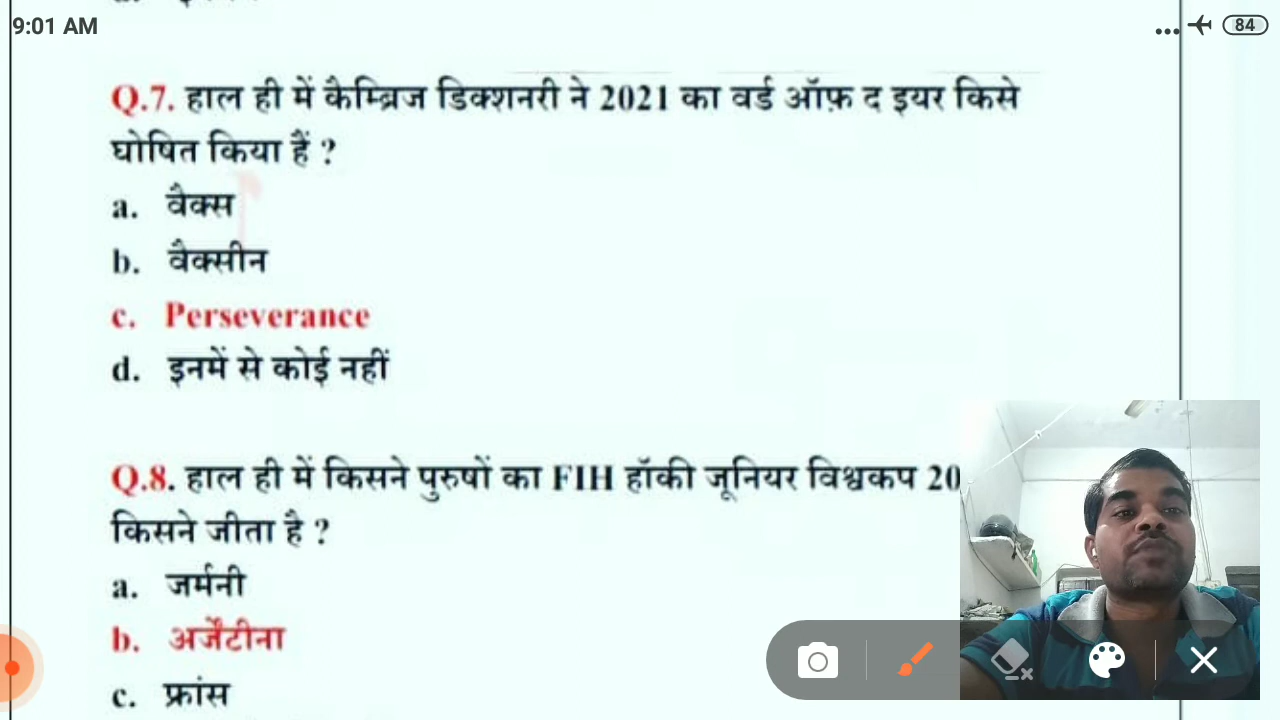 9:01 AM
84
Q.7. हाल ही में कैम्ब्रिज डिक्शनरी ने 2021 का वर्ड ऑफ़ द इयर किसे
घोषित किया हैं ?
a. वैक्स
b. वैक्सीन
c. Perseverance
d. इनमें से कोई नहीं
Q.8. हाल ही में किसने पुरुषों का FIH हॉकी जूनियर विश्वकप 20
किसने जीता है ?
a. जर्मनी
b. अर्जेंटीना
c. फ्रांस